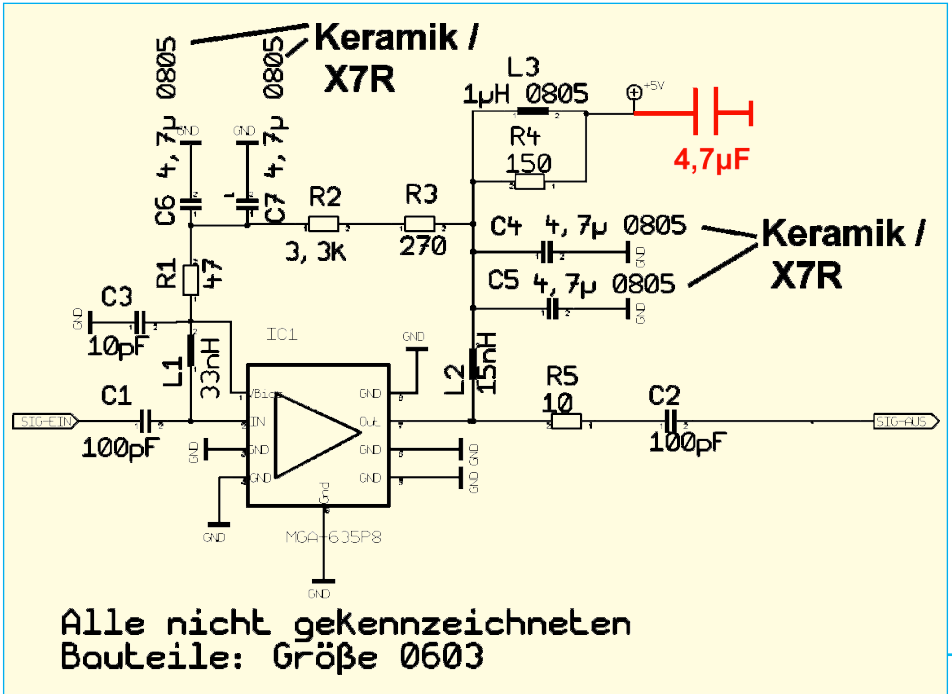 Keramik /
X7R
4,7µ 0805
4,7µ 0805
GND
GND
C6
C7
L3
1µH 0805
R4
150
+5V
4,7µF
R2
3,3K
R3
270
C4
4,7µ 0805
GND
C5
4,7µ 0805
GND
Keramik /
X7R
R1
47
C3
GND
10pF
L1
33nH
IC1
GND
L2
15nH
R5
10
C2
100pF
C1
100pF
SIG-EIN
SIG-AUS
VBias
IN
GND
GND
GND
Out
GND
GND
Gnd
GND
GND
GND
GND
MGA-635P8
GND
GND
Alle nicht gekennzeichneten
Bauteile: Größe 0603